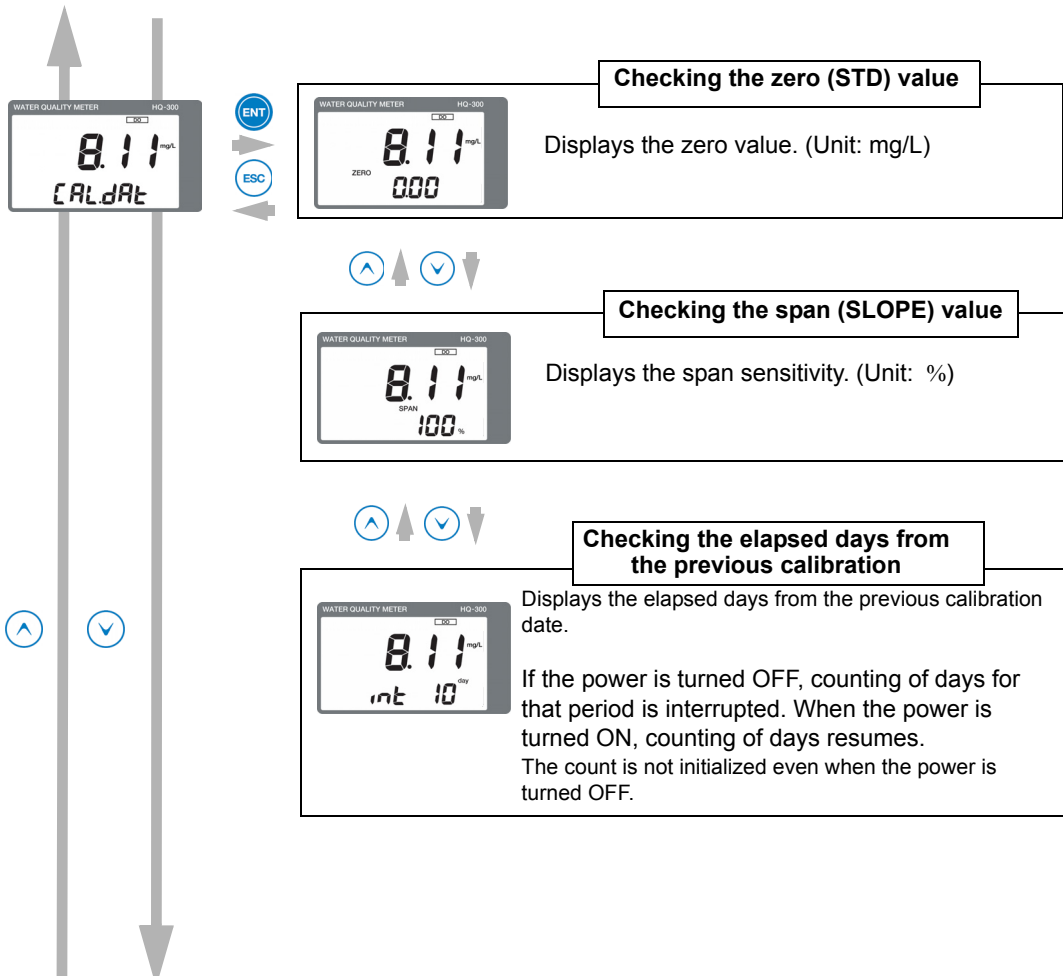 WATER QUALITY METER HQ-300
DO
8.11 mg/L
CAL.dAt
ENT
ESC
Checking the zero (STD) value
WATER QUALITY METER HQ-300
DO
8.11 mg/L
ZERO
0.00
Displays the zero value. (Unit: mg/L)
Checking the span (SLOPE) value
WATER QUALITY METER HQ-300
DO
8.11 mg/L
SPAN
100 %
Displays the span sensitivity. (Unit: %)
Checking the elapsed days from
the previous calibration
WATER QUALITY METER HQ-300
DO
8.11 mg/L
int 10 day
Displays the elapsed days from the previous calibration
date.
If the power is turned OFF, counting of days for
that period is interrupted. When the power is
turned ON, counting of days resumes.
The count is not initialized even when the power is
turned OFF.